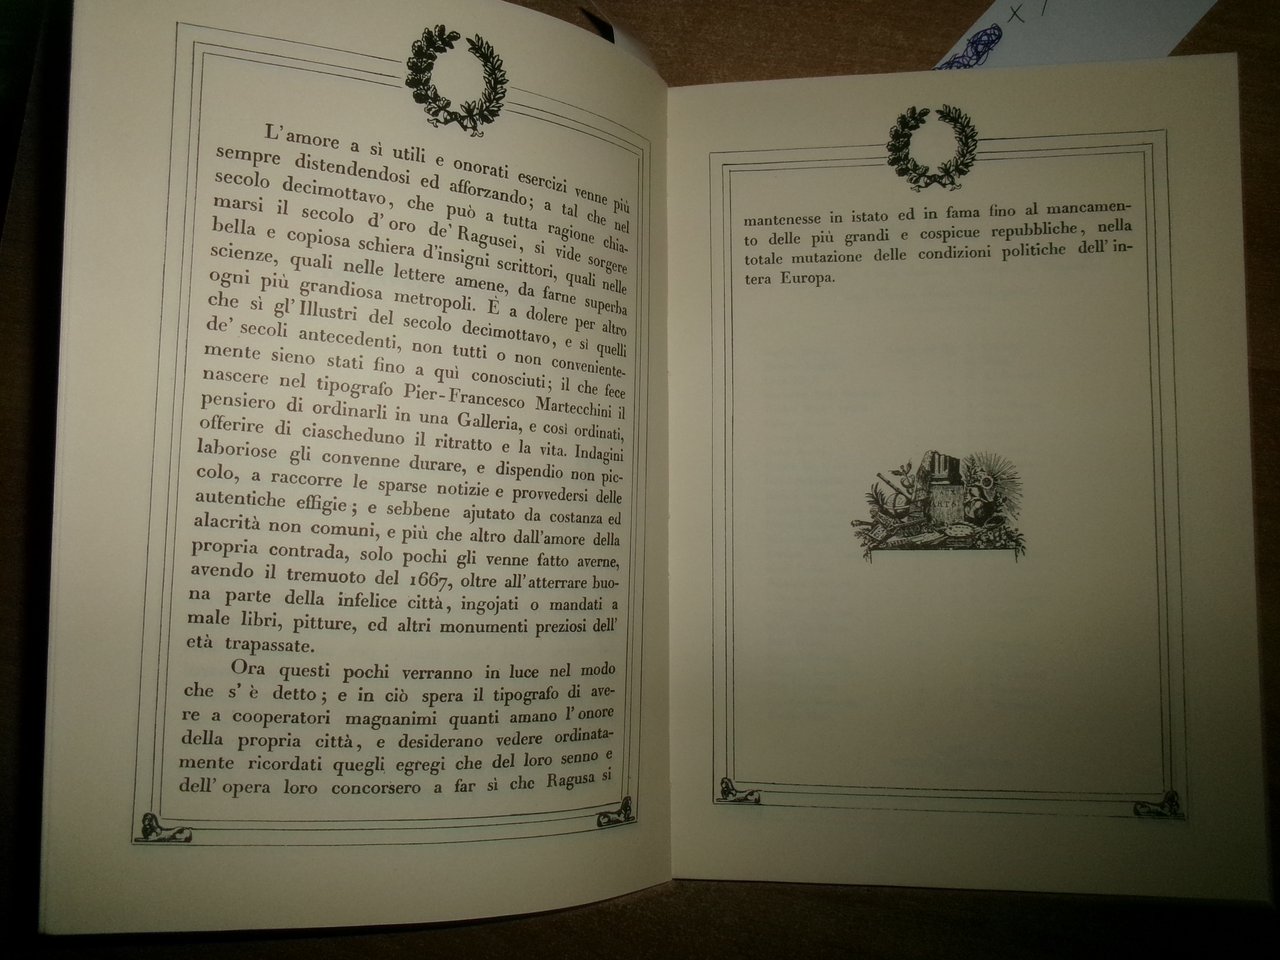 L'amore a sì utili e onorati esercizi venne più
sempre distendendosi ed afforzando; a tal che nel
secolo decimottavo, che può a tutta ragione chia-
marsi il secolo d'oro de' Ragusei, si vide sorgere
bella e copiosa schiera d'insigni scrittori, quali nelle
scienze, quali nelle lettere amene, da farne superba
ogni più grandiosa metropoli. È a dolere per altro
che sì gl'Illustri del secolo decimottavo, e sì quelli
de' secoli antecedenti, non tutti o non conveniente-
mente sieno stati fino a quì conosciuti; il che fece
nascere nel tipografo Pier-Francesco Martecchini il
pensiero di ordinarli in una Galleria, e così ordinati,
offerire di ciascheduno il ritratto e la vita. Indagini
laboriose gli convenne durare, e dispendio non pic-
colo, a raccorre le sparse notizie e provvedersi delle
autentiche effigie; e sebbene ajutato da costanza ed
alacrità non comuni, e più che altro dall'amore della
propria contrada, solo pochi gli venne fatto averne,
avendo il tremuoto del 1667, oltre all'atterrare buo-
na parte della infelice città, ingojati o mandati a
male libri, pitture, ed altri monumenti preziosi dell'
età trapassate.
Ora questi pochi verranno in luce nel modo
che s'è detto; e in ciò spera il tipografo di ave-
re a cooperatori magnanimi quanti amano l'onore
della propria città, e desiderano vedere ordinata-
mente ricordati quegli egregi che del loro senno e
dell'opera loro concorsero a far sì che Ragusa si
mantenesse in istato ed in fama fino al mancamen-
to delle più grandi e cospicue repubbliche, nella
totale mutazione delle condizioni politiche dell'in-
tera Europa.